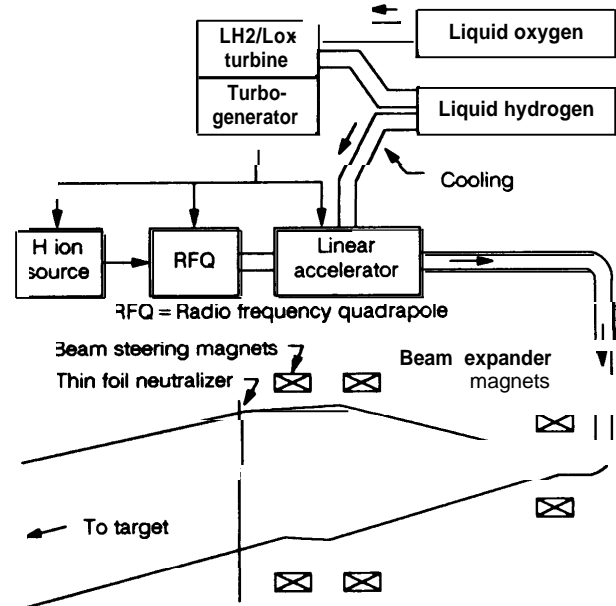 LH2/Lox
turbine
Liquid oxygen
Turbo-
generator
Liquid hydrogen
Cooling
H ion
source
RFQ
Linear
accelerator
RFQ = Radio frequency quadrapole
Beam steering magnets
Thin foil neutralizer
Beam expander
magnets
To target